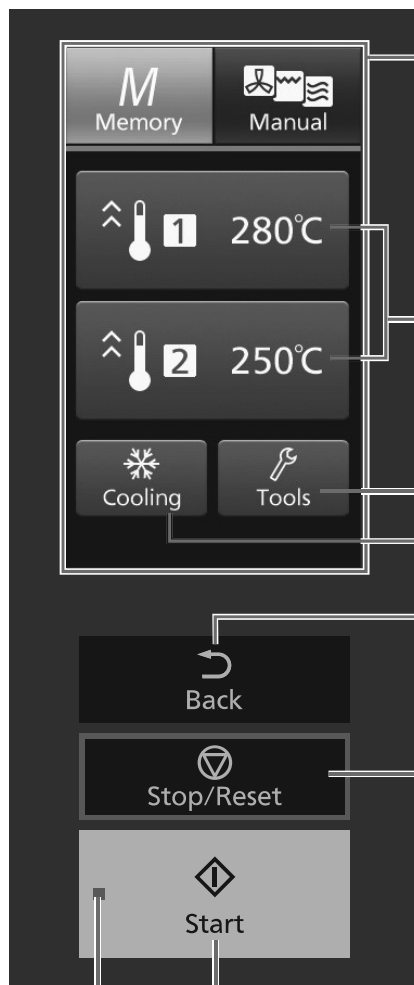 M
Memory
Manual
1 280℃
2 250℃
Cooling
Tools
Back
Stop/Reset
Start